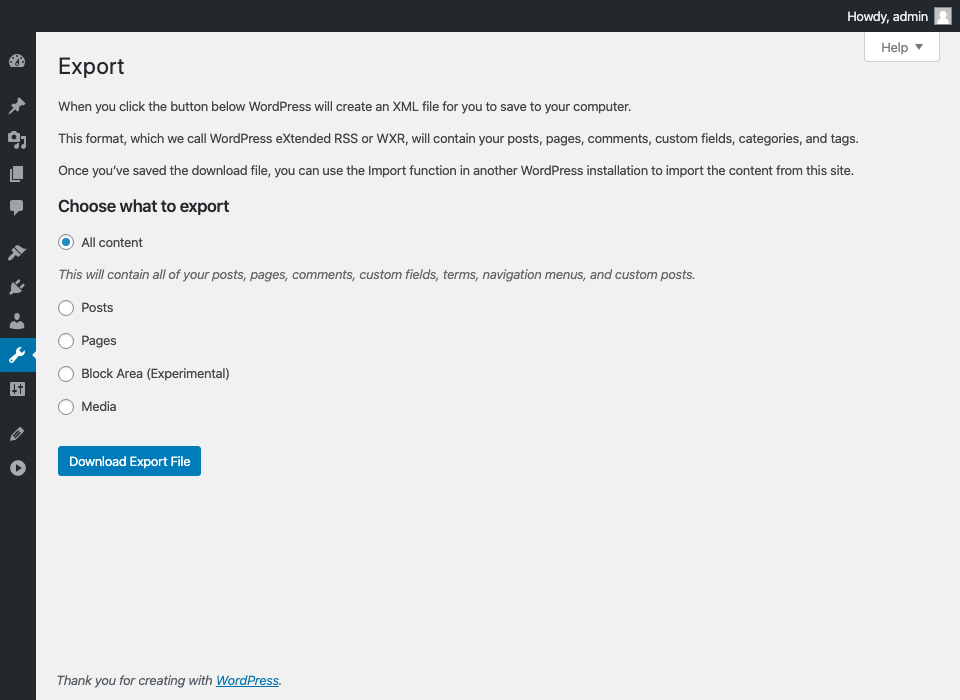 Howdy, admin
Help
Export
When you click the button below WordPress will create an XML file for you to save to your computer.
This format, which we call WordPress eXtended RSS or WXR, will contain your posts, pages, comments, custom fields, categories, and tags.
Once you’ve saved the download file, you can use the Import function in another WordPress installation to import the content from this site.
Choose what to export
All content
This will contain all of your posts, pages, comments, custom fields, terms, navigation menus, and custom posts.
Posts
Pages
Block Area (Experimental)
Media
Download Export File
Thank you for creating with WordPress.